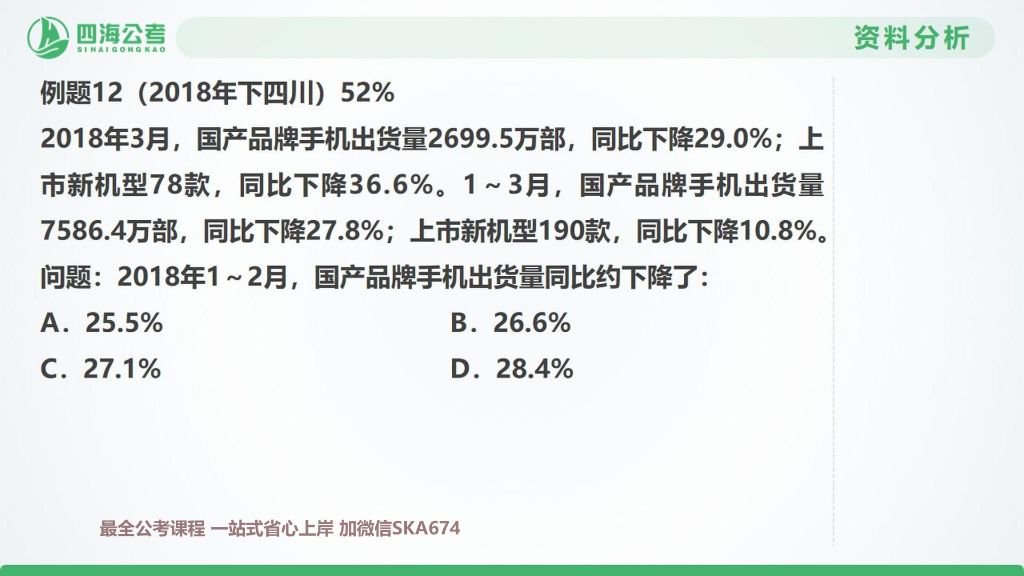 四海公考
SIHAIGONGKAO
资料分析
例题12（2018年下四川）52%
2018年3月，国产品牌手机出货量2699.5万部，同比下降29.0%；上
市新机型78款，同比下降36.6%。1～3月，国产品牌手机出货量
7586.4万部，同比下降27.8%；上市新机型190款，同比下降10.8%。
问题：2018年1～2月，国产品牌手机出货量同比约下降了：
A．25.5% B．26.6%
C．27.1% D．28.4%
最全公考课程 一站式省心上岸 加微信SKA674